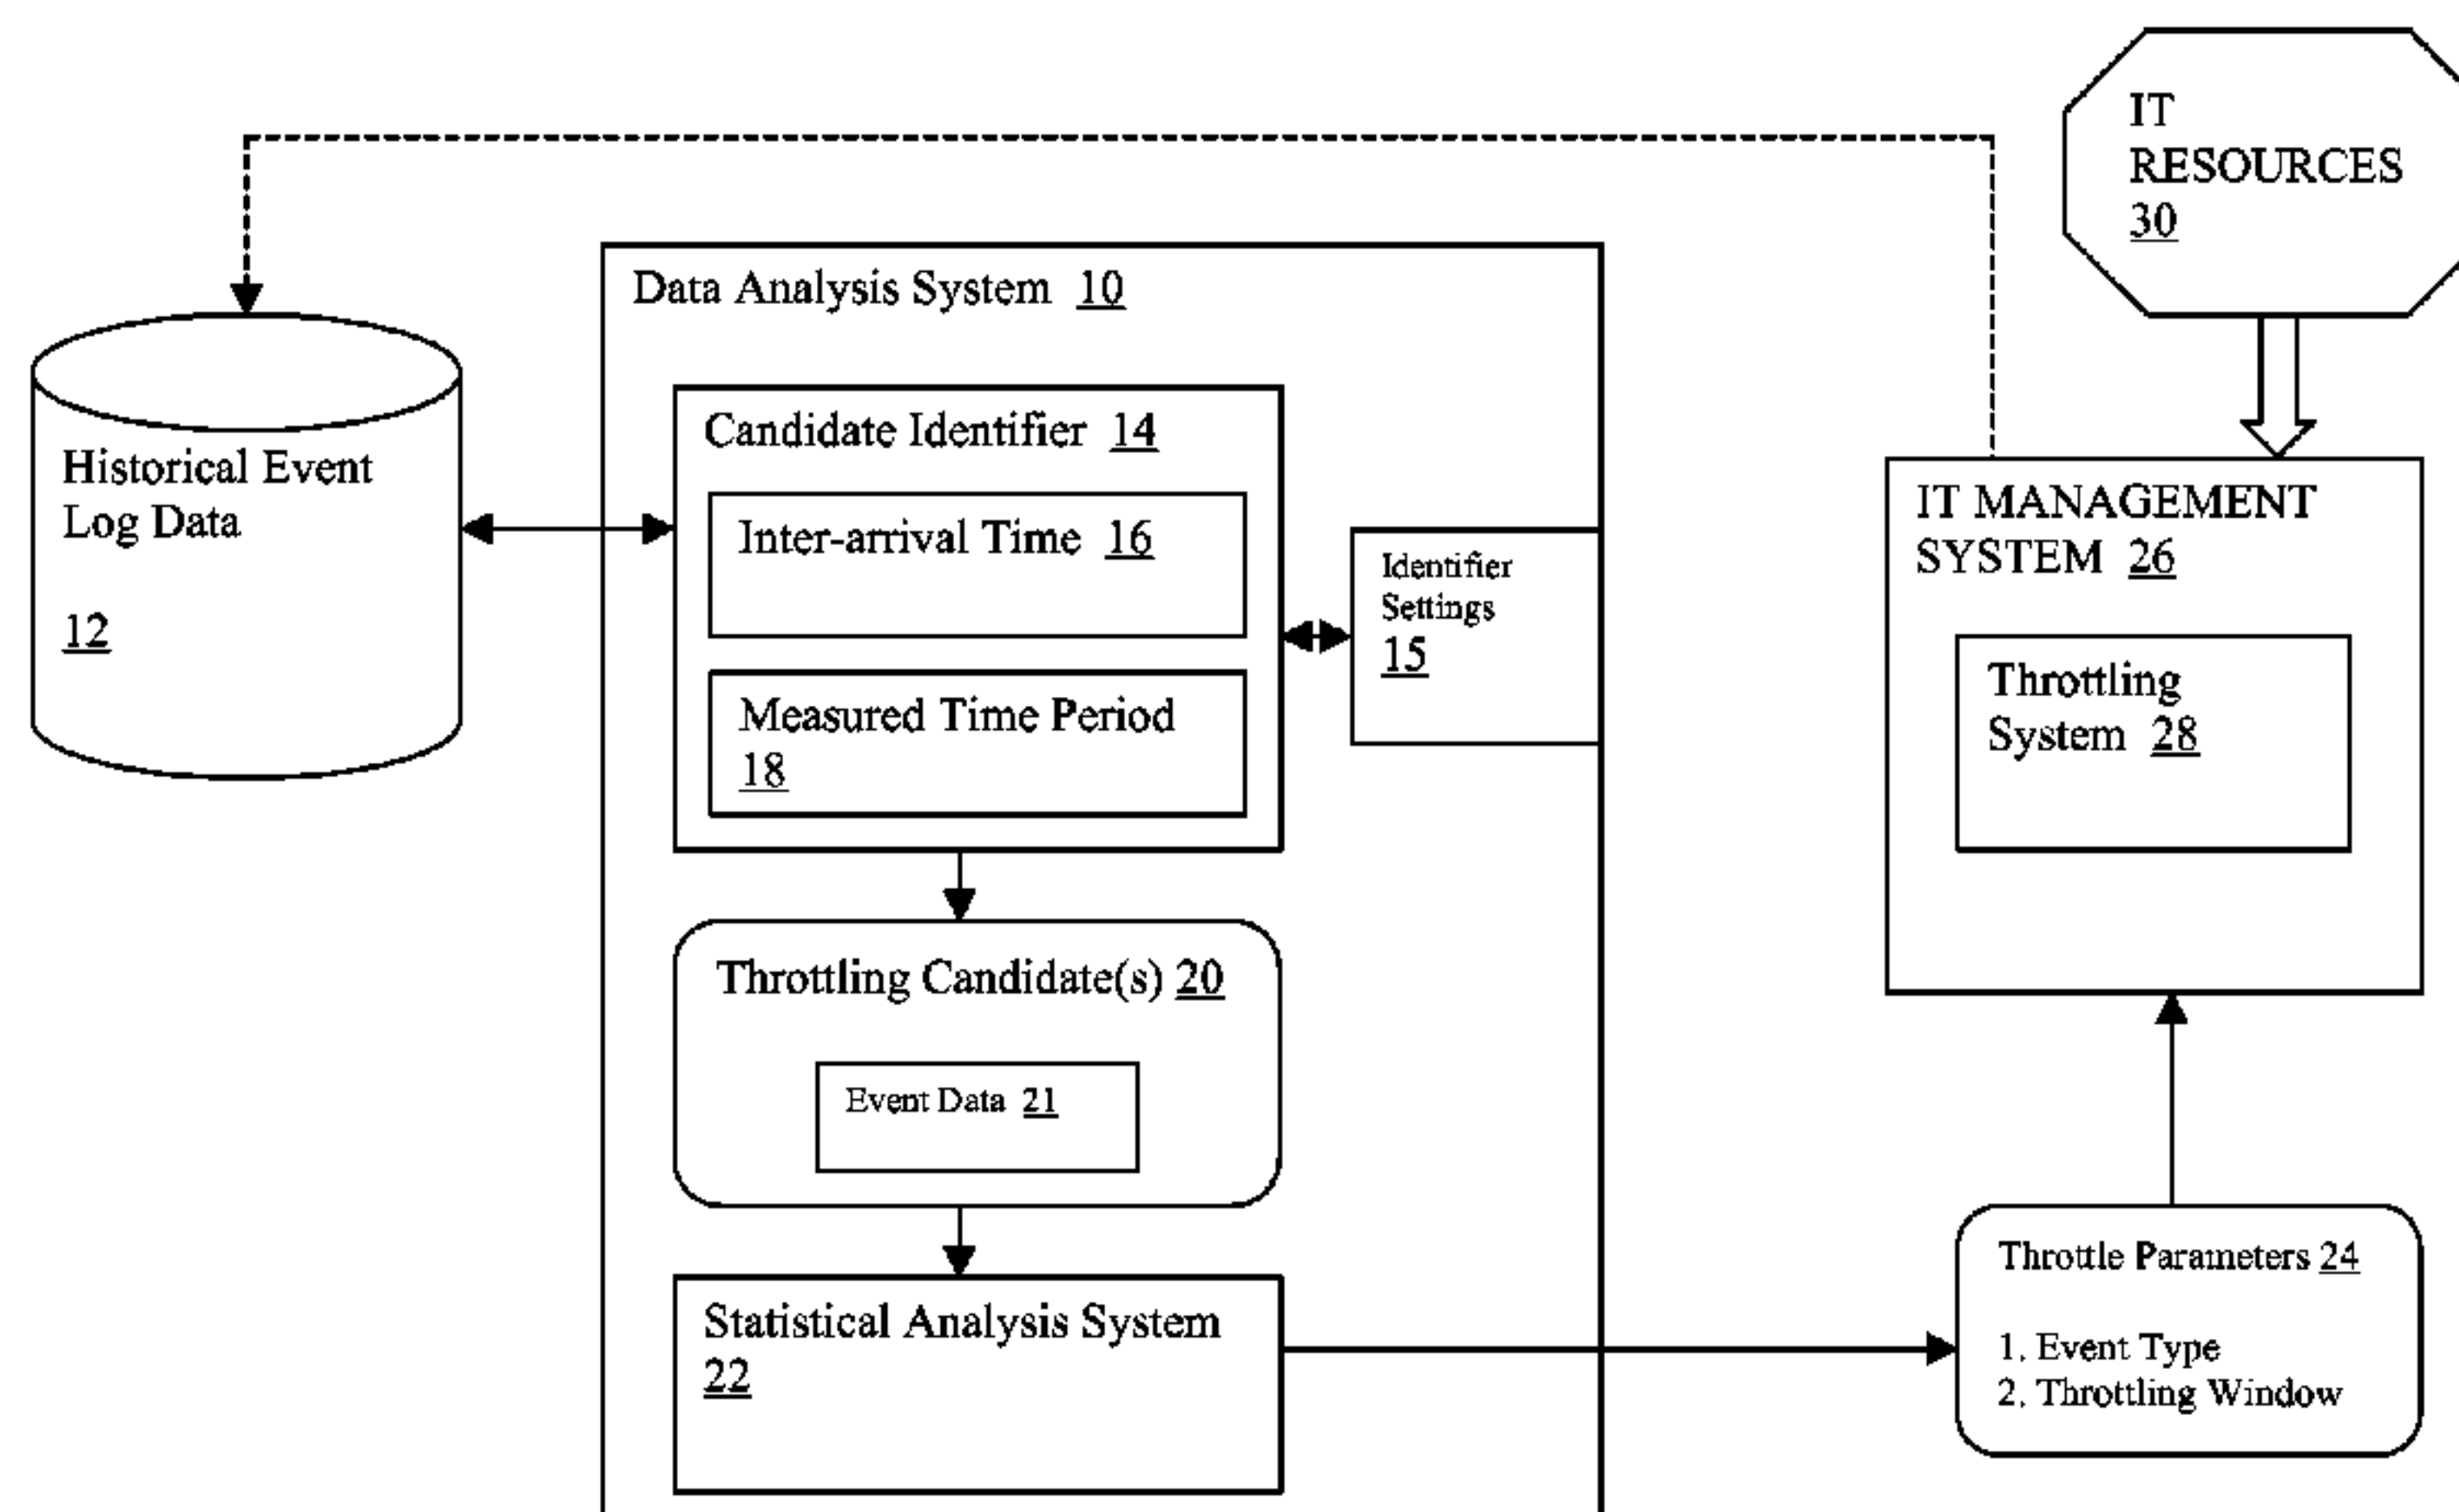 IT
RESOURCES
30
Data Analysis System 10
Candidate Identifier 14
Historical Event
Log Data
12
Inter-arrival Time 16
Identifier
Settings
15
Measured Time Period
18
IT MANAGEMENT
SYSTEM 26
Throttling
System 28
Throttling Candidate(s) 20
Event Data 21
Statistical Analysis System
22
Throttle Parameters 24
1. Event Type
2. Throttling Window